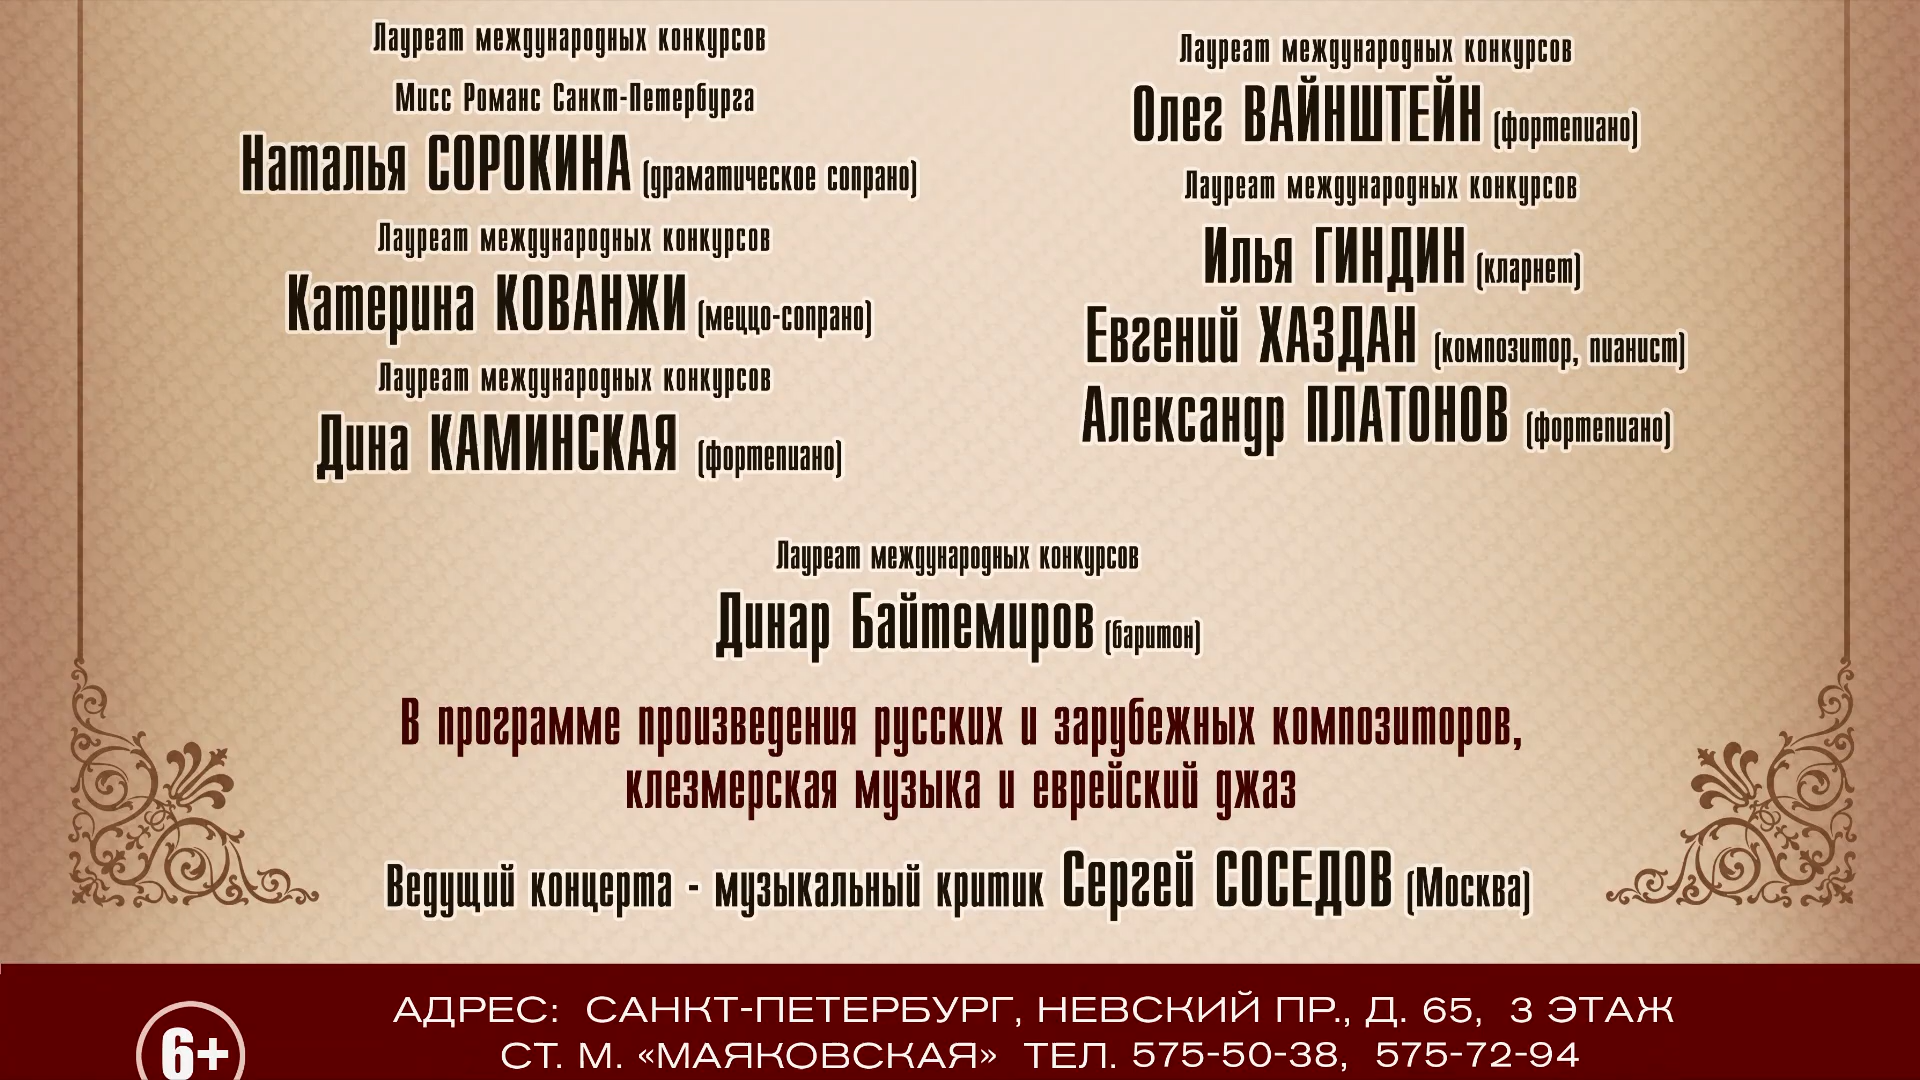 Лауреат международных конкурсов
Мисс Романс Санкт-Петербурга
Наталья СОРОКИНА (драматическое сопрано)
Лауреат международных конкурсов
Катерина КОВАНЖИ (меццо-сопрано)
Лауреат международных конкурсов
Дина КАМИНСКАЯ (фортепиано)
Лауреат международных конкурсов
Олег ВАЙНШТЕЙН (фортепиано)
Лауреат международных конкурсов
Илья ГИНДИН (кларнет)
Евгений ХАЗДАН (композитор, пианист)
Александр ПЛАТОНОВ (фортепиано)
Лауреат международных конкурсов
Динар Байтемиров (баритон)
В программе произведения русских и зарубежных композиторов,
клезмерская музыка и еврейский джаз
Ведущий концерта - музыкальный критик Сергей СОСЕДОВ (Москва)
АДРЕС: САНКТ-ПЕТЕРБУРГ, НЕВСКИЙ ПР., Д. 65, 3 ЭТАЖ
СТ. М. «МАЯКОВСКАЯ» ТЕЛ. 575-50-38, 575-72-94
6+